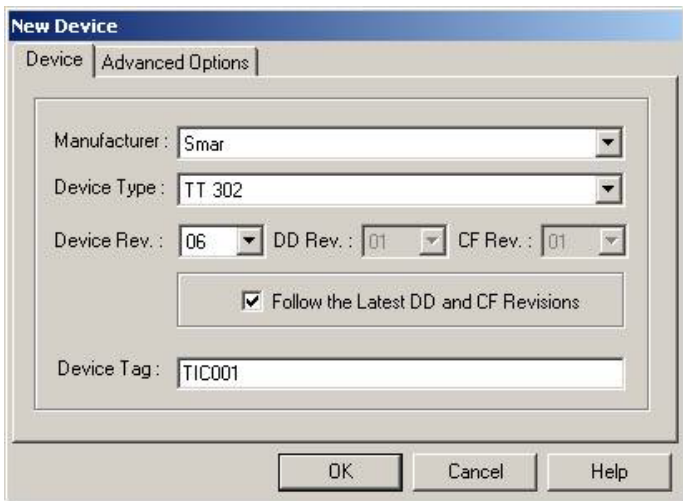 New Device
Device Advanced Options
Manufacturer : Smar
Device Type : TT 302
Device Rev. : 06 DD Rev. : 01 CF Rev. : 01
Follow the Latest DD and CF Revisions
Device Tag : TIC001
OK Cancel Help